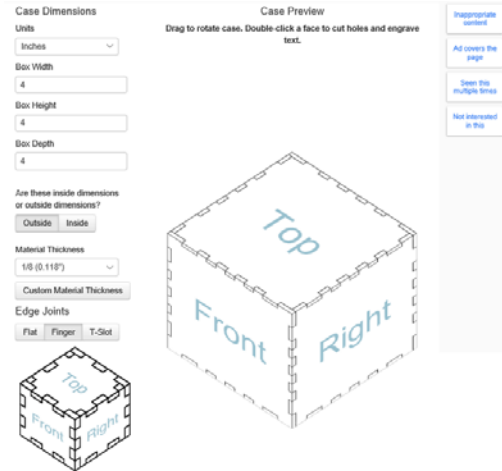 Case Dimensions
Units
Inches
Box Width
4
Box Height
4
Box Depth
4
Are these inside dimensions
or outside dimensions?
Outside Inside
Material Thickness
1/8 (0.118")
Custom Material Thickness
Edge Joints
Flat Finger T-Slot
Top
Front Right
Case Preview
Drag to rotate case. Double-click a face to cut holes and engrave
text.
Top
Front Right
Inappropriate
content
Ad covers the
page
Seen this
multiple times
Not interested
in this